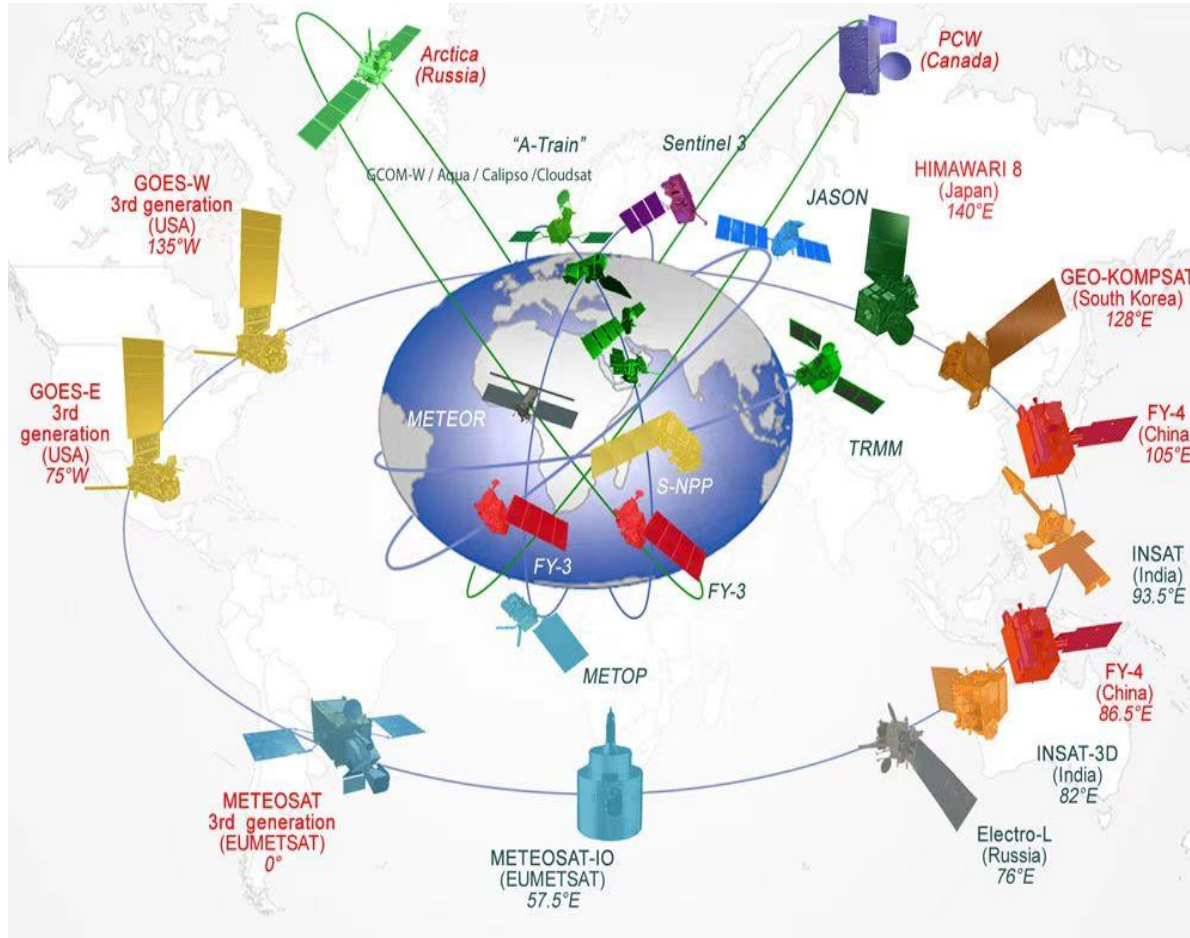 Arctica
(Russia)
PCW
(Canada)
"A-Train"
GCOM-W / Aqua / Calipso /Cloudsat
Sentinel 3
JASON
HIMAWARI 8
(Japan)
140°E
GOES-W
3rd generation
(USA)
135°W
GEO-KOMPSAT
(South Korea)
128°E
GOES-E
3rd
generation
(USA)
75°W
METEOR
TRMM
FY-4
(China)
105°E
S-NPP
INSAT
(India)
93.5°E
FY-3
FY-3
METOP
FY-4
(China)
86.5°E
INSAT-3D
(India)
82°E
METEOSAT
3rd generation
(EUMETSAT)
0°
METEOSAT-IO
(EUMETSAT)
57.5°E
Electro-L
(Russia)
76°E